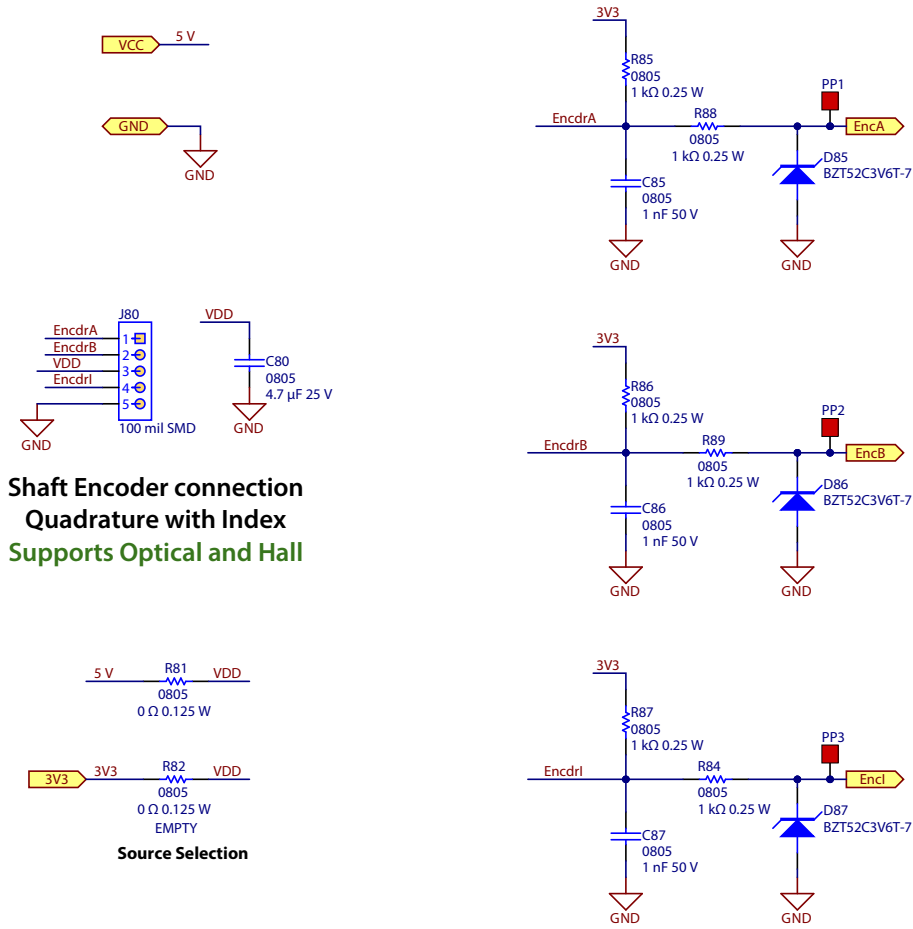 VCC
5 V
GND
GND
J80
EncdrA
EncdrB
VDD
EncdrI
1
2
3
4
5
GND
100 mil SMD
VDD
C80
0805
4.7 µF 25 V
GND
Shaft Encoder connection
Quadrature with Index
Supports Optical and Hall
5 V
R81
VDD
0805
0 Ω 0.125 W
3V3
3V3
R82
VDD
0805
0 Ω 0.125 W
EMPTY
Source Selection
3V3
R85
0805
1 kΩ 0.25 W
EncdrA
R88
0805
1 kΩ 0.25 W
PP1
EncA
C85
0805
1 nF 50 V
D85
BZT52C3V6T-7
GND
GND
3V3
R86
0805
1 kΩ 0.25 W
EncdrB
R89
0805
1 kΩ 0.25 W
PP2
EncB
C86
0805
1 nF 50 V
D86
BZT52C3V6T-7
GND
GND
3V3
R87
0805
1 kΩ 0.25 W
EncdrI
R84
0805
1 kΩ 0.25 W
PP3
EncI
C87
0805
1 nF 50 V
D87
BZT52C3V6T-7
GND
GND